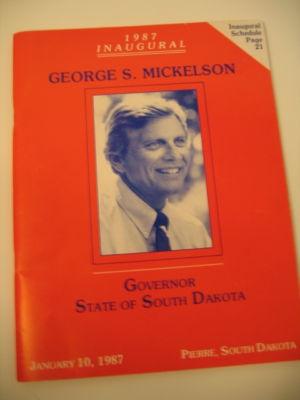 1987
INAUGURAL
Inaugural
Schedule
Page
21
GEORGE S. MICKELSON
GOVERNOR
STATE OF SOUTH DAKOTA
JANUARY 10, 1987
PIERRE, SOUTH DAKOTA